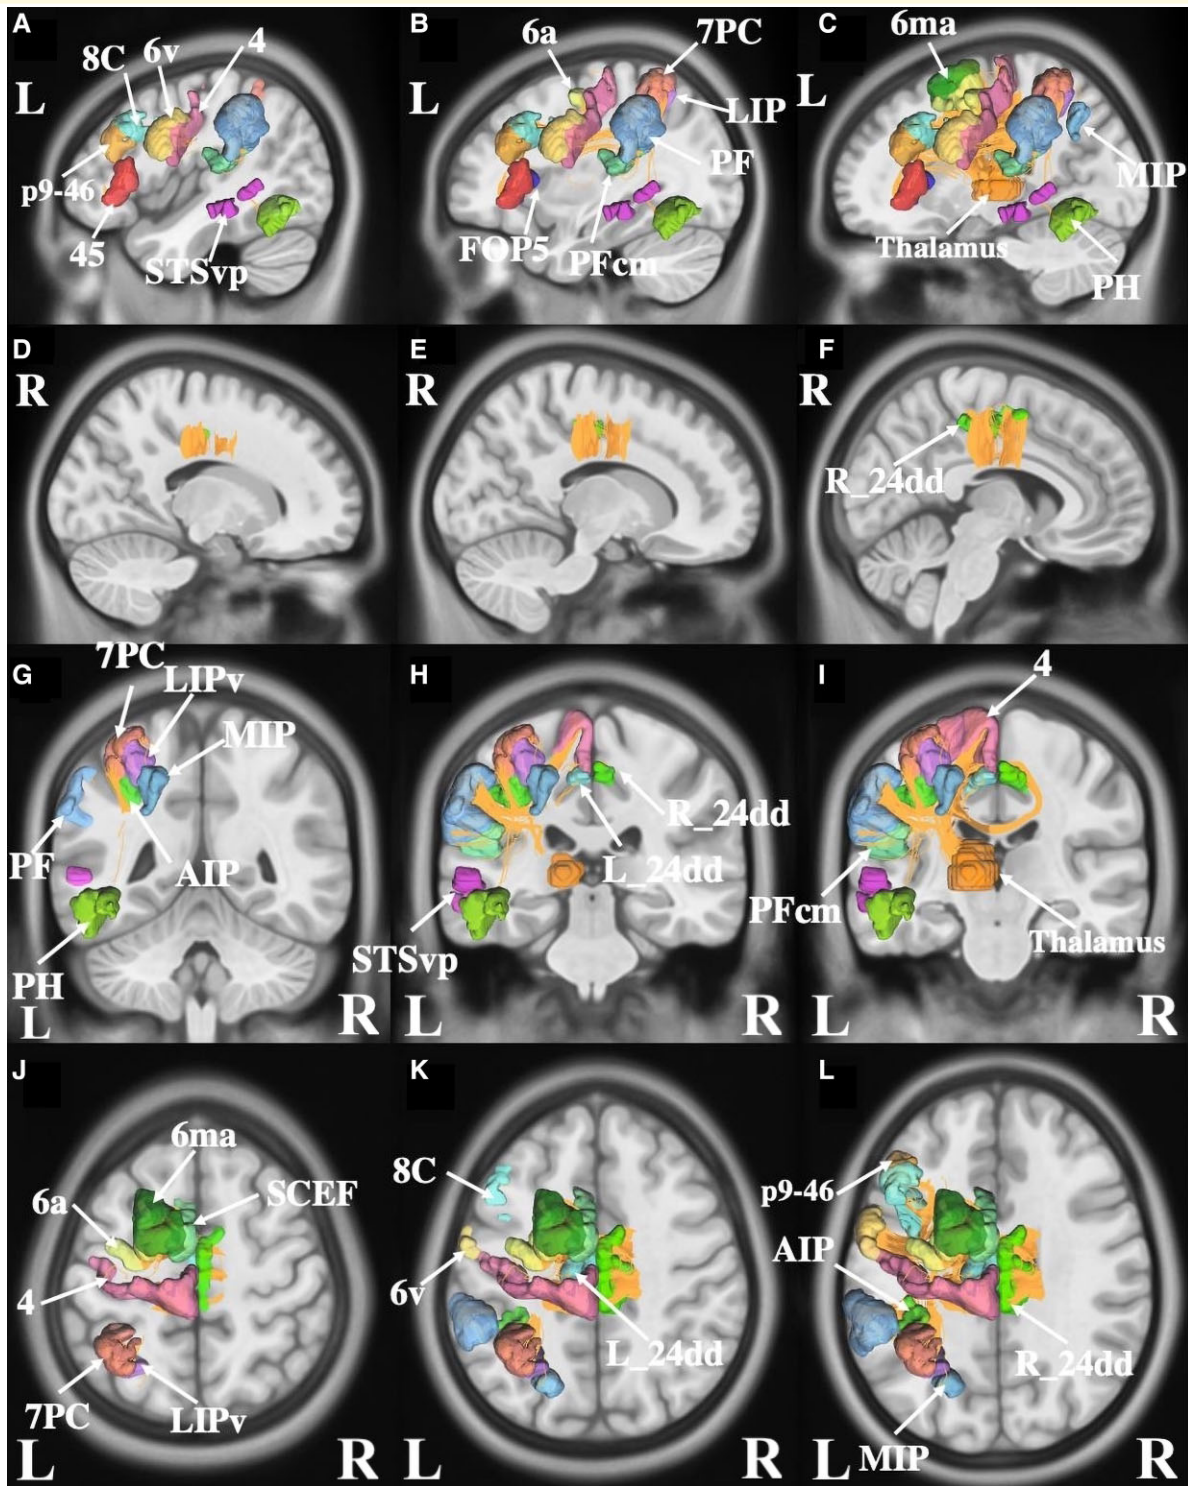 A
8C
6v
4
L
p9-46
45
STSvp
B
6a
7PC
L
LIP
PF
FOP5
PFcm
C
6ma
L
MIP
Thalamus
PH
D
R
E
R
F
R
R_24dd
G
7PC
LIPv
MIP
PF
AIP
PH
L
R
H
R_24dd
L_24dd
STSvp
L
R
I
4
PFcm
Thalamus
L
R
J
6ma
SCEF
6a
4
7PC
LIPv
L
R
K
8C
6v
L_24dd
L
R
L
p9-46
AIP
R_24dd
MIP
L
R